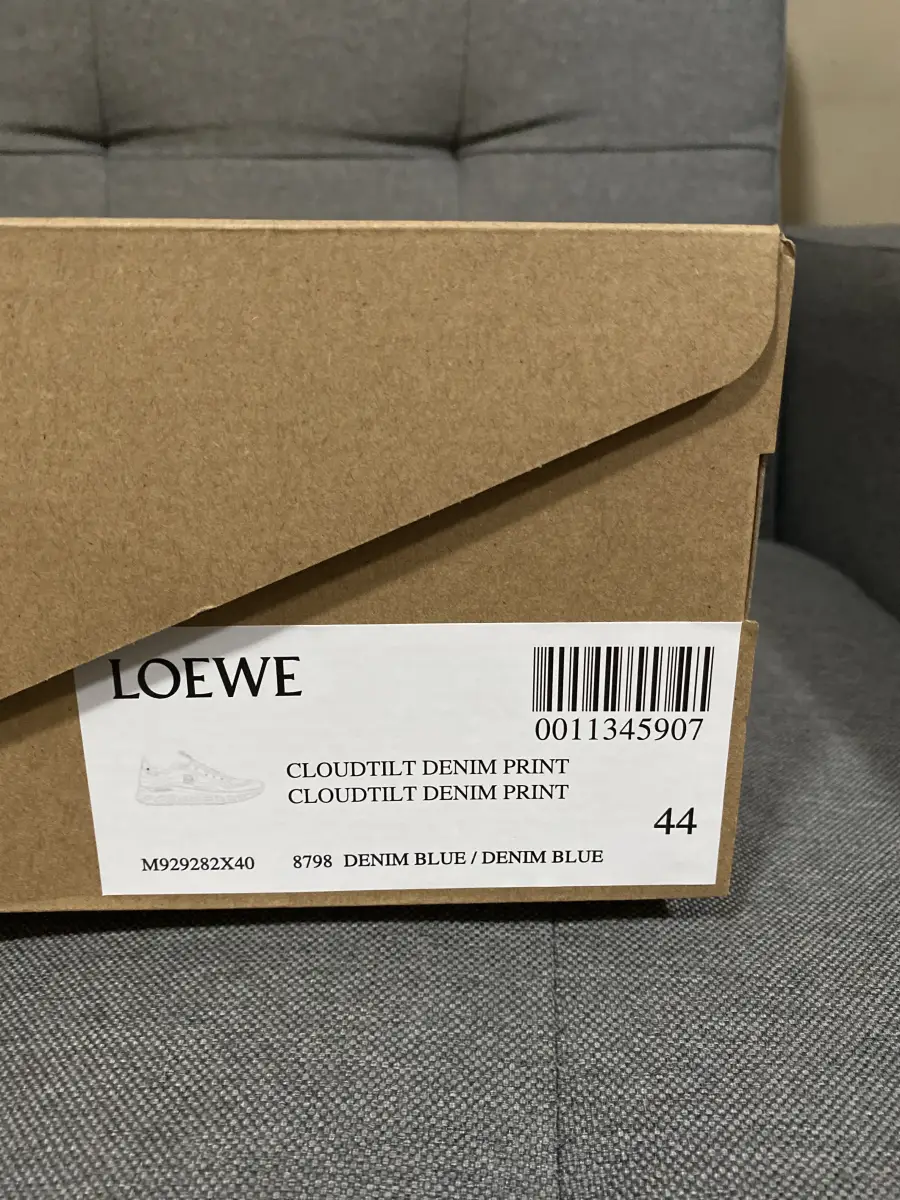 LOEWE
0011345907
CLOUDTILT DENIM PRINT
CLOUDTILT DENIM PRINT
44
M929282X40 8798 DENIM BLUE / DENIM BLUE